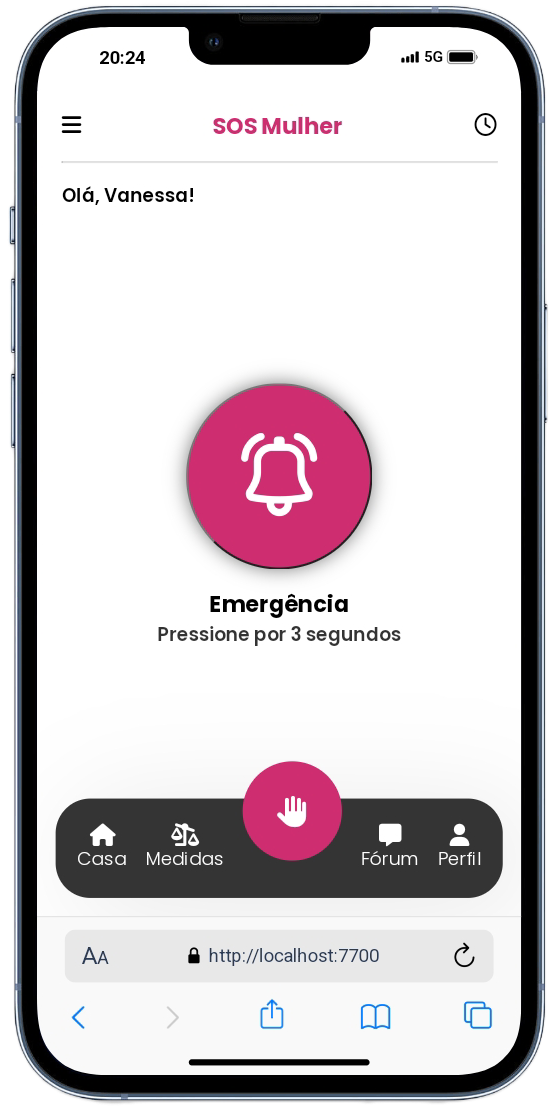 20:24
5G
SOS Mulher
Olá, Vanessa!
Emergência
Pressione por 3 segundos
Casa
Medidas
Fórum
Perfil
AA
http://localhost:7700